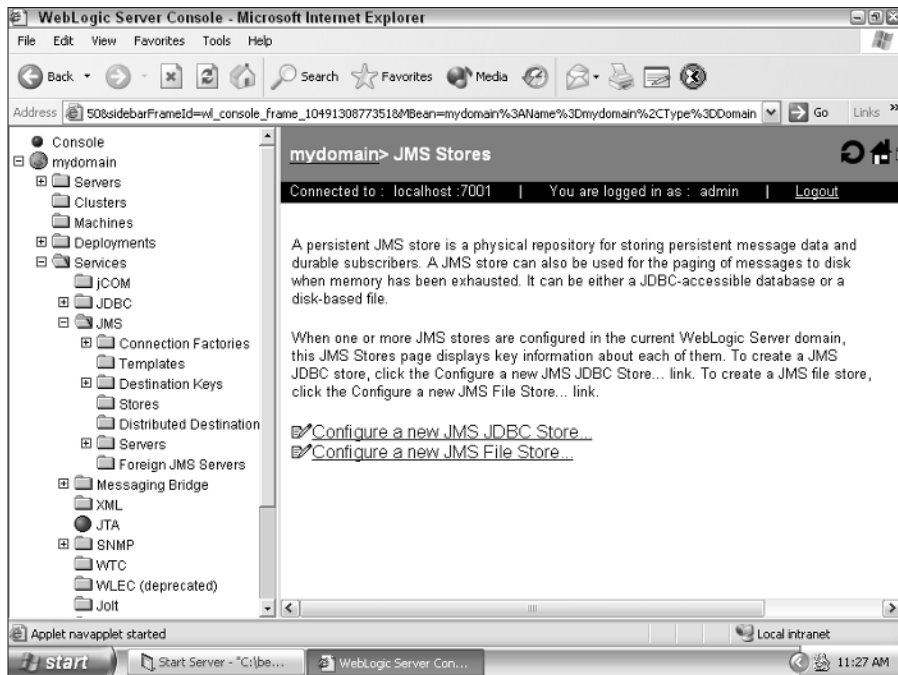 WebLogic Server Console - Microsoft Internet Explorer
File Edit View Favorites Tools Help
Back Search Favorites Media
Address 50&sidebarFrameId=wl_console_frame_1049130877351&MBean=mydomain%3AName%3Dmydomain%2CType%3DDomain Go Links »
Console
mydomain
Servers
Clusters
Machines
Deployments
Services
jCOM
JDBC
JMS
Connection Factories
Templates
Destination Keys
Stores
Distributed Destination
Servers
Foreign JMS Servers
Messaging Bridge
XML
JTA
SNMP
WTC
WLEC (deprecated)
Jolt
mydomain> JMS Stores
Connected to : localhost :7001 | You are logged in as : admin | Logout
A persistent JMS store is a physical repository for storing persistent message data and
durable subscribers. A JMS store can also be used for the paging of messages to disk
when memory has been exhausted. It can be either a JDBC-accessible database or a
disk-based file.
When one or more JMS stores are configured in the current WebLogic Server domain,
this JMS Stores page displays key information about each of them. To create a JMS
JDBC store, click the Configure a new JMS JDBC Store... link. To create a JMS file store,
click the Configure a new JMS File Store... link.
Configure a new JMS JDBC Store...
Configure a new JMS File Store...
Applet navapplet started Local intranet
start Start Server - "C:\be... WebLogic Server Con... 11:27 AM